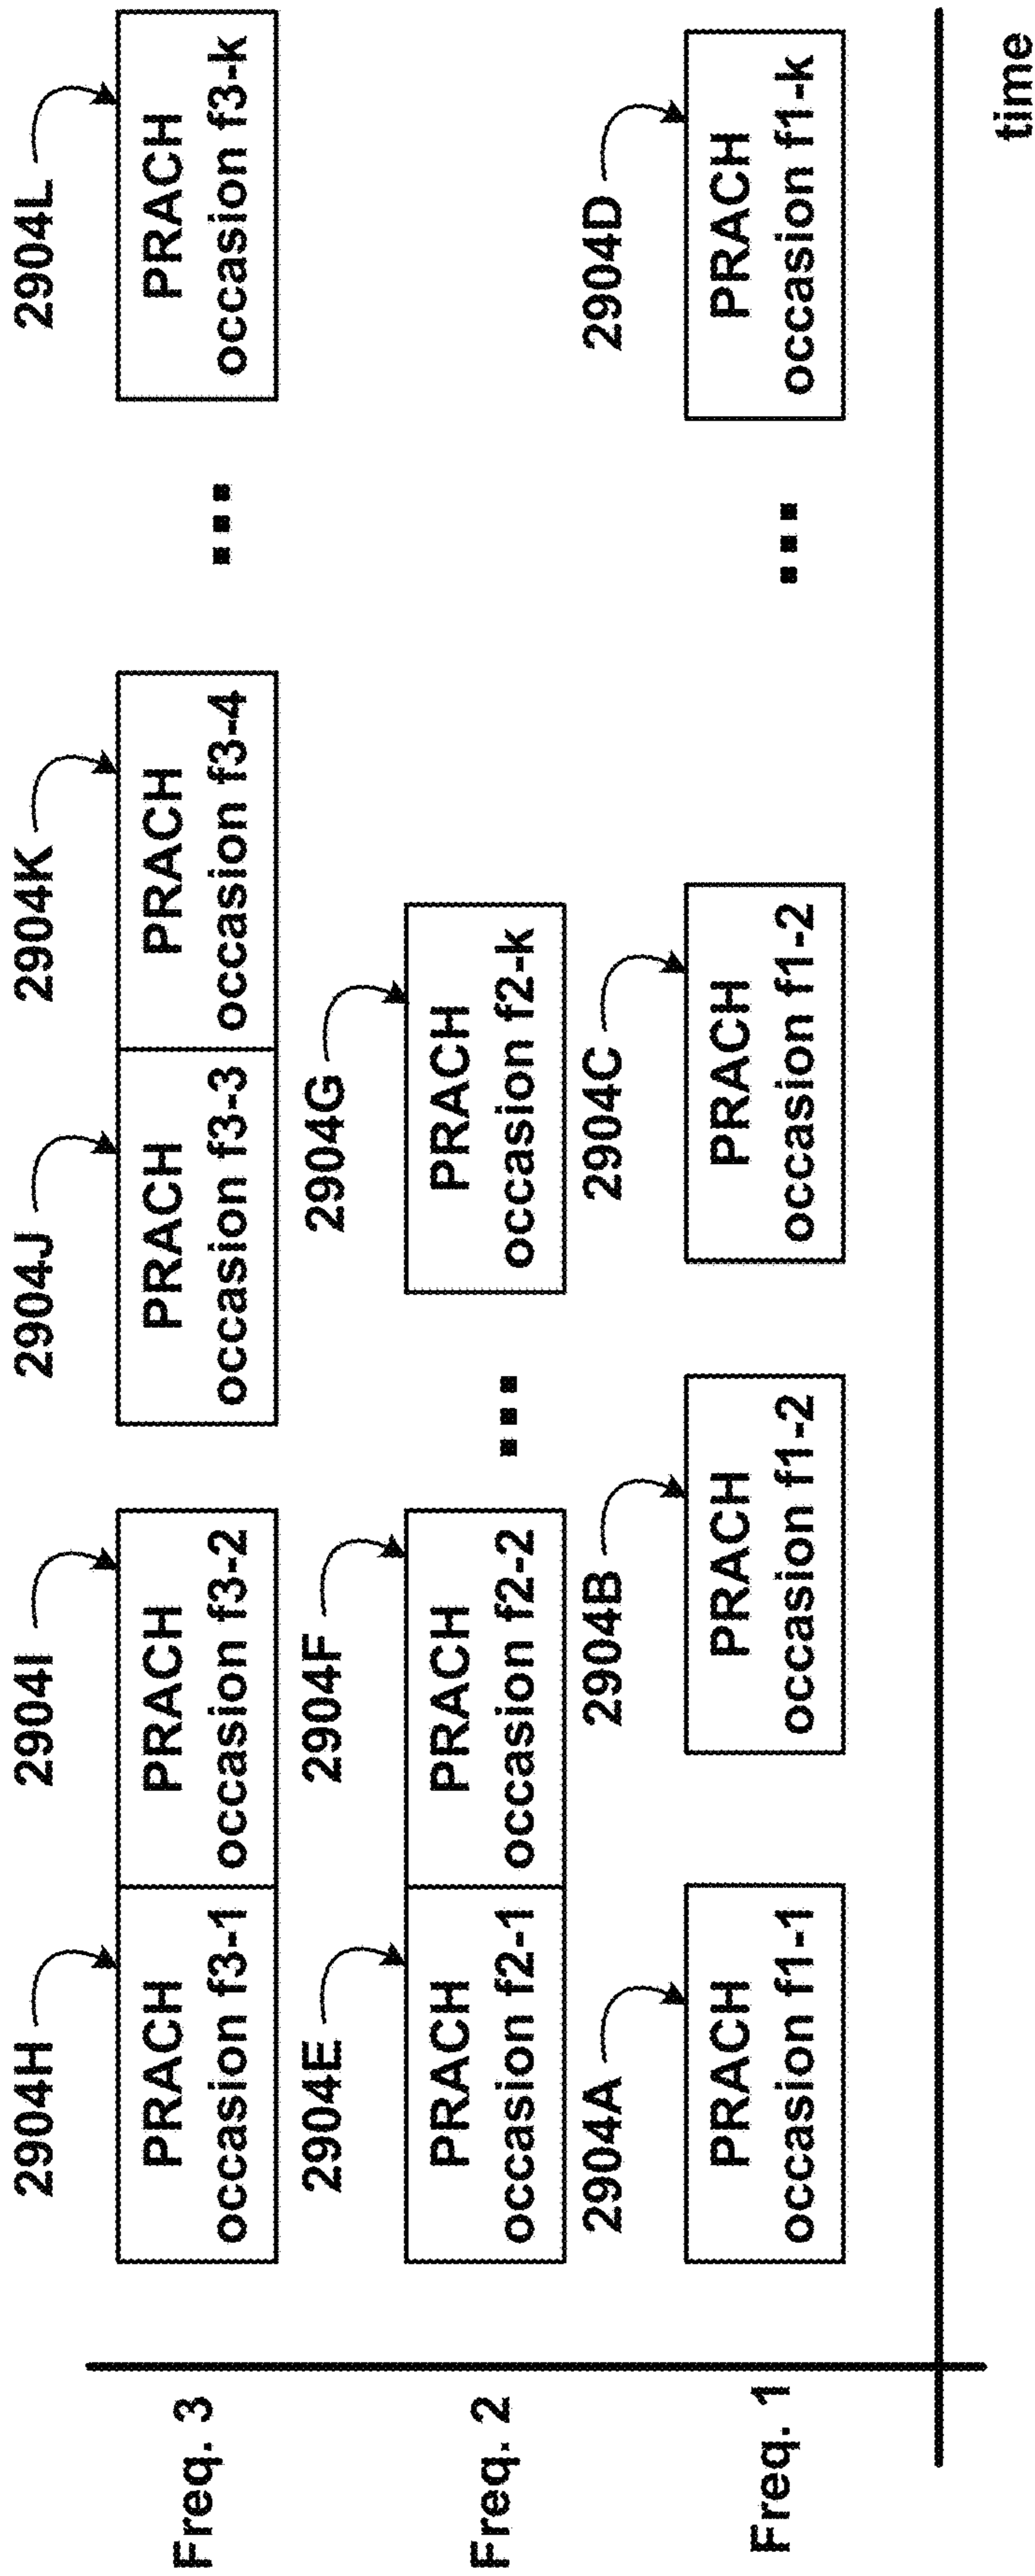 2904H
2904I
2904J
2904K
2904L
Freq. 3
PRACH
occasion f3-1
PRACH
occasion f3-2
PRACH
occasion f3-3
PRACH
occasion f3-4
...
PRACH
occasion f3-k
2904E
2904F
2904G
Freq. 2
PRACH
occasion f2-1
PRACH
occasion f2-2
...
PRACH
occasion f2-k
2904A
2904B
2904C
2904D
Freq. 1
PRACH
occasion f1-1
PRACH
occasion f1-2
PRACH
occasion f1-2
...
PRACH
occasion f1-k
time